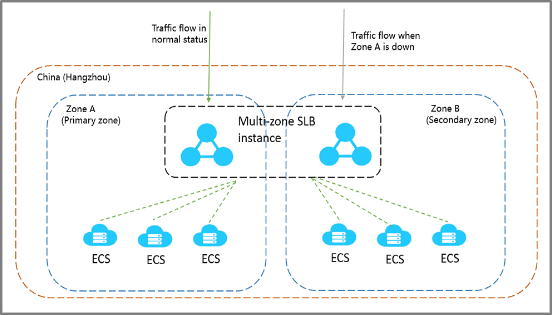 Traffic flow in
normal status
Traffic flow when
Zone A is down
China (Hangzhou)
Zone A
(Primary zone)
Multi-zone SLB
instance
Zone B
(Secondary zone)
ECS
ECS
ECS
ECS
ECS
ECS